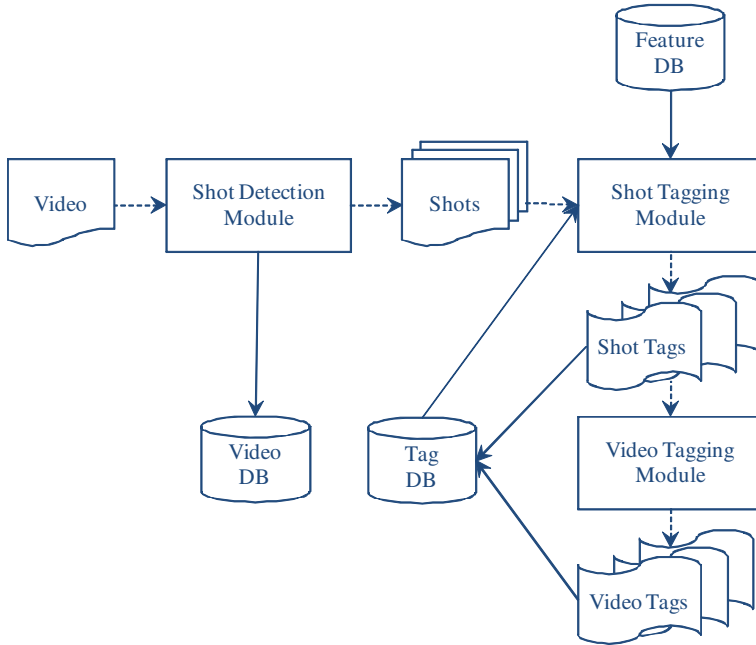 Feature
DB
Video
Shot Detection
Module
Shots
Shot Tagging
Module
Shot Tags
Video
DB
Tag
DB
Video Tagging
Module
Video Tags